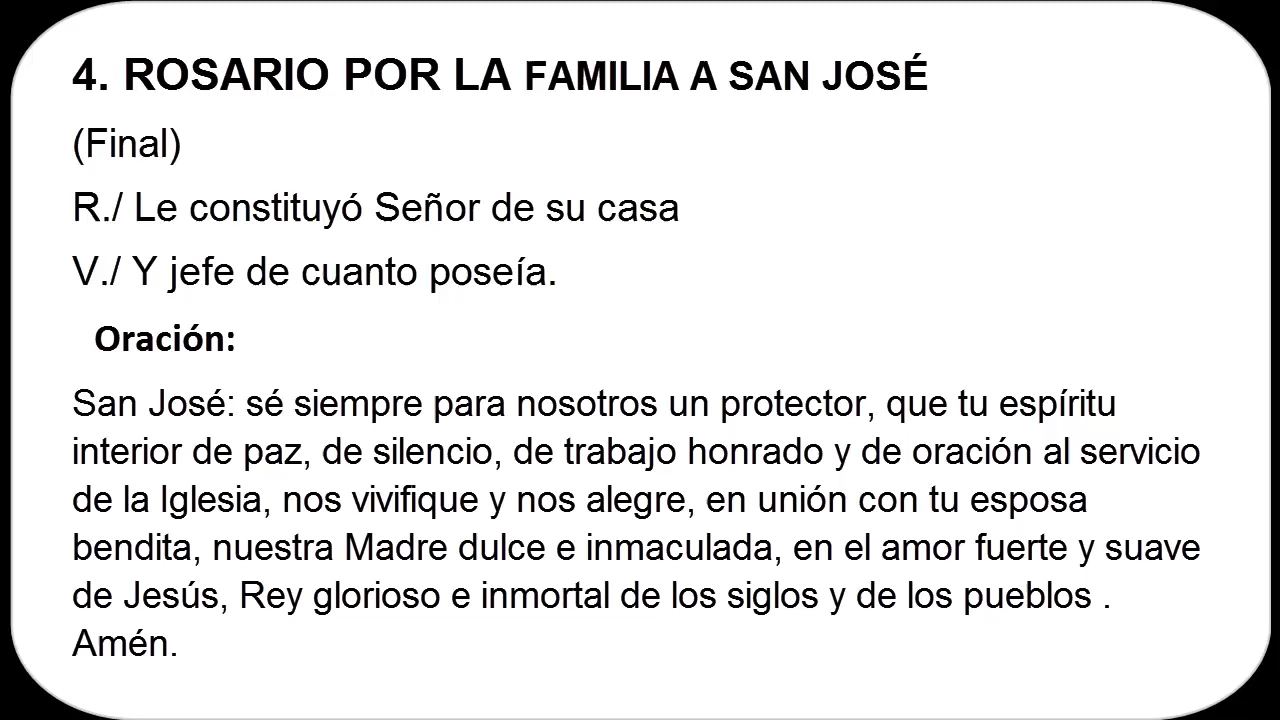 4. ROSARIO POR LA FAMILIA A SAN JOSÉ
(Final)
R./ Le constituyó Señor de su casa
V./ Y jefe de cuanto poseía.
Oración:
San José: sé siempre para nosotros un protector, que tu espíritu
interior de paz, de silencio, de trabajo honrado y de oración al servicio
de la Iglesia, nos vivifique y nos alegre, en unión con tu esposa
bendita, nuestra Madre dulce e inmaculada, en el amor fuerte y suave
de Jesús, Rey glorioso e inmortal de los siglos y de los pueblos .
Amén.